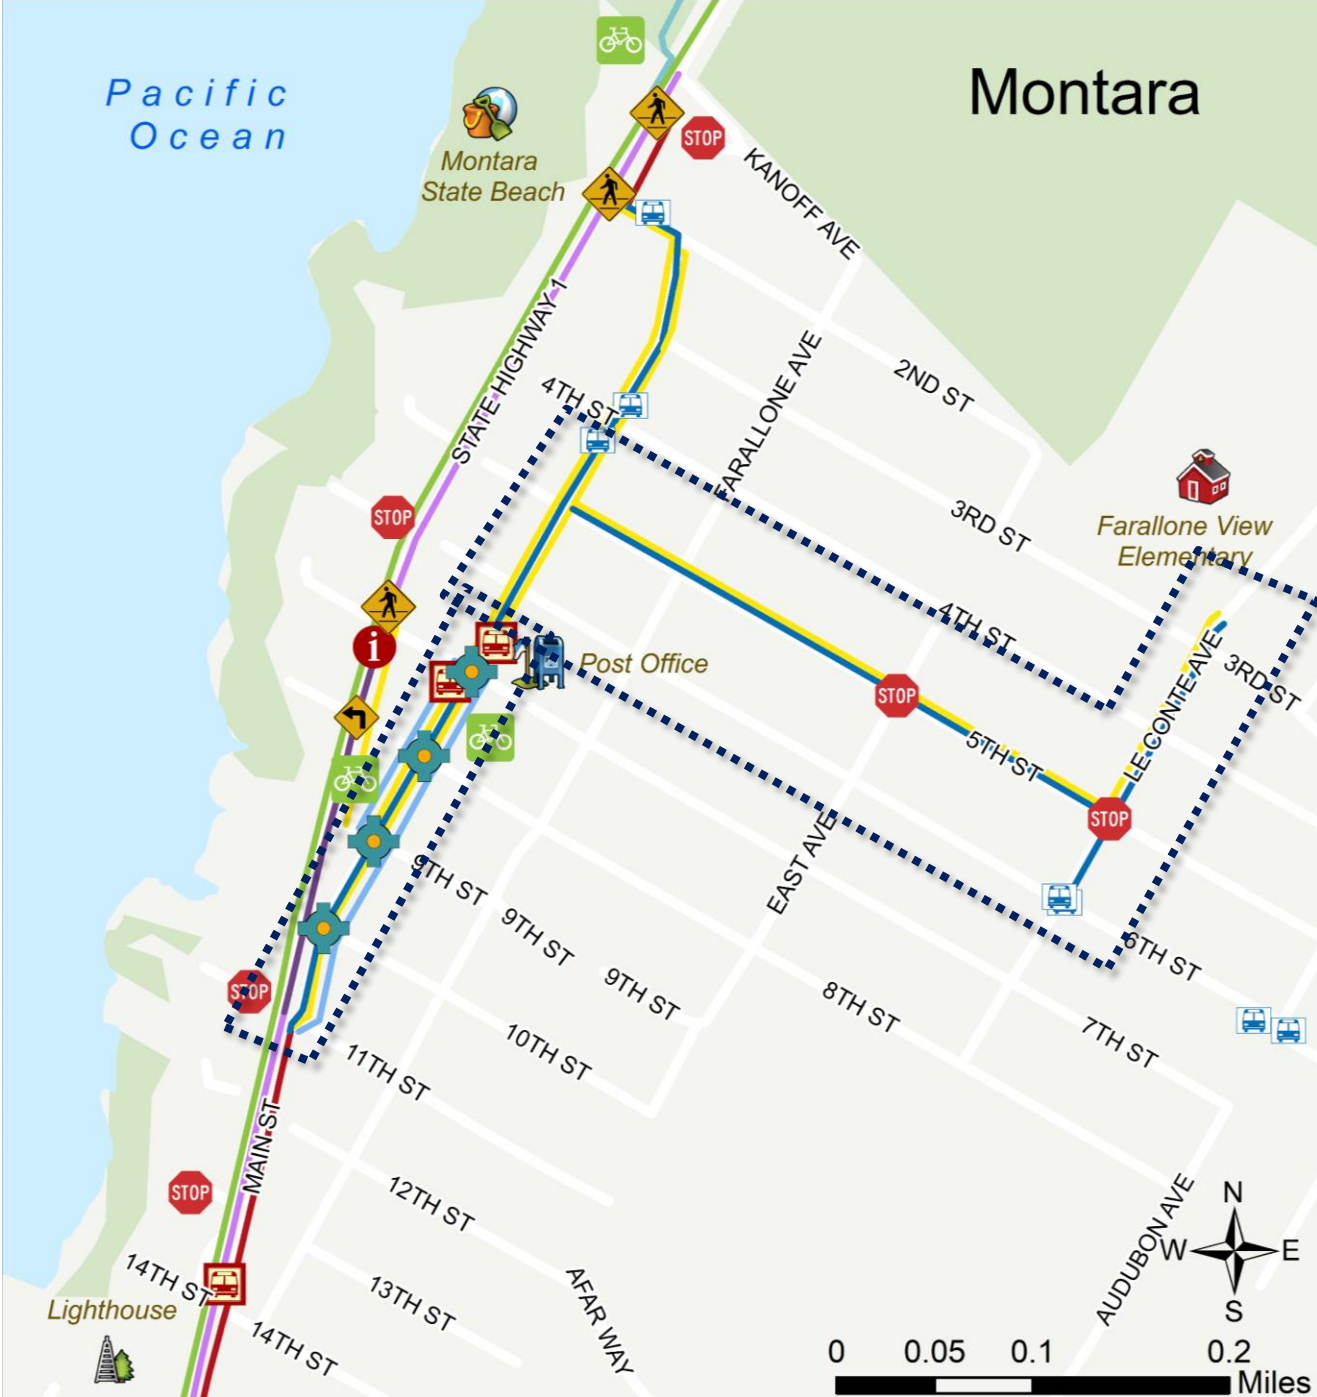 Pacific
Ocean
Montara
STOP
Montara
State Beach
KANOFF AVE
STATE HIGHWAY 1
2ND ST
4TH ST
FARALLONE AVE
3RD ST
Farallone View
Elementary
STOP
4TH ST
i
Post Office
3RD ST
STOP
LE CONTE AVE
5TH ST
STOP
EAST AVE
9TH ST
9TH ST
6TH ST
9TH ST
STOP
8TH ST
7TH ST
10TH ST
11TH ST
MAIN ST
STOP
12TH ST
AUDUBON AVE
N
W
E
S
14TH ST
Lighthouse
13TH ST
AFAR WAY
14TH ST
0 0.05 0.1 0.2
Miles